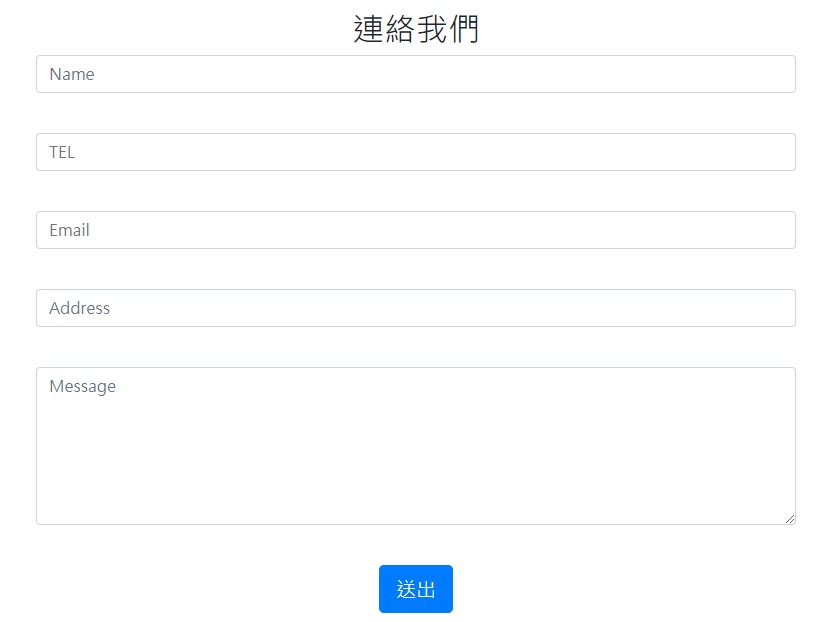 連絡我們
Name
TEL
Email
Address
Message
送出